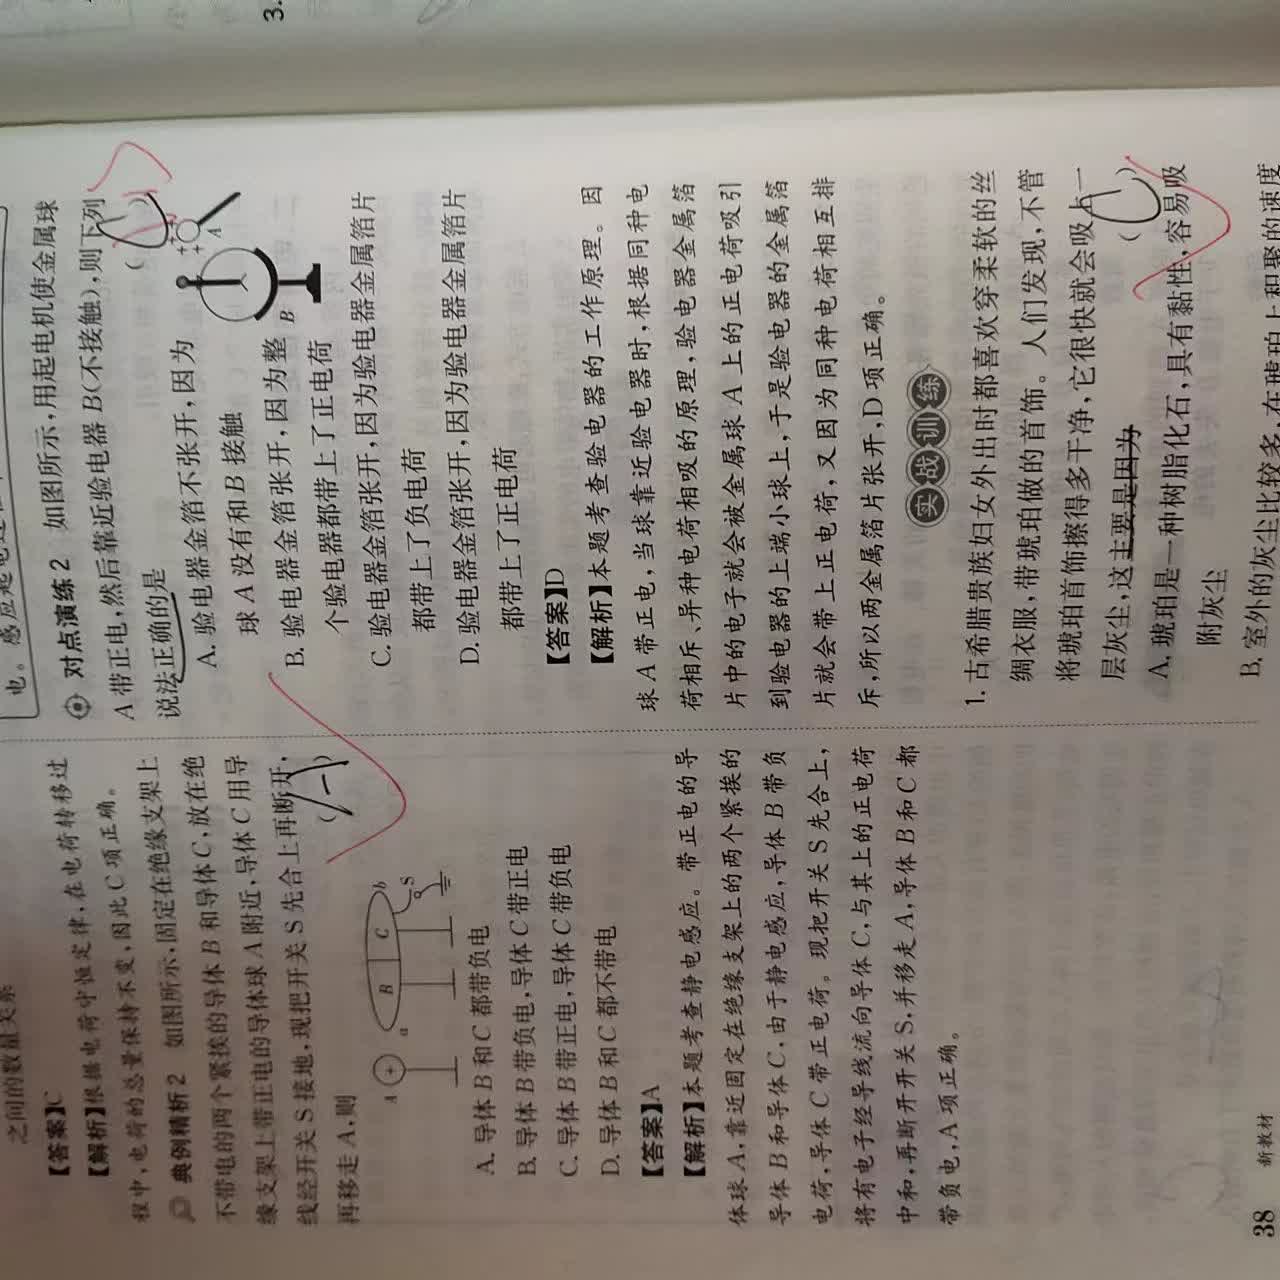 之间的数量关系
【答案】C
【解析】根据电荷守恒定律,在电荷转移过
程中,电荷的总量保持不变,因此C项正确。
典例精析2 如图所示,固定在绝缘支架上
不带电的两个紧挨的导体B和导体C,放在绝
缘支架上带正电的导体球A附近,导体C用导
线经开关S接地,现把开关S先合上再断开,
再移走A,则
A
B
C
a
b
S
A.导体B和C都带负电
B.导体B带负电,导体C带正电
C.导体B带正电,导体C带负电
D.导体B和C都不带电
【答案】A
【解析】本题考查静电感应。带正电的导
体球A,靠近固定在绝缘支架上的两个紧挨的
导体B和导体C,由于静电感应,导体B带负
电荷,导体C带正电荷。现把开关S先合上,
将有电子经导线流向导体C,与其上的正电荷
中和,再断开开关S,并移走A,导体B和C都
带负电,A项正确。
38 新教材
对点演练2 如图所示,用起电机使金属球
A带正电,然后靠近验电器B(不接触),则下列
说法正确的是 ( )
A.验电器金箔不张开,因为
球A没有和B接触
B.验电器金箔张开,因为整
个验电器都带上了正电荷
A
B
C.验电器金箔张开,因为验电器金属箔片
都带上了负电荷
D.验电器金箔张开,因为验电器金属箔片
都带上了正电荷
【答案】D
【解析】本题考查验电器的工作原理。因
球A带正电,当球靠近验电器时,根据同种电
荷相斥、异种电荷相吸的原理,验电器金属箔
片中的电子就会被金属球A上的正电荷吸引
到验电器的上端小球上,于是验电器的金属箔
片就会带上正电荷,又因为同种电荷相互排
斥,所以两金属箔片张开,D项正确。
实战训练
1.古希腊贵族妇女外出时都喜欢穿柔软的丝
绸衣服,带琥珀做的首饰。人们发现,不管
将琥珀首饰擦得多干净,它很快就会吸上一
层灰尘,这主要是因为 ( )
A.琥珀是一种树脂化石,具有黏性,容易吸
附灰尘
B.室外的灰尘比较多,在琥珀上积聚的速度
3.